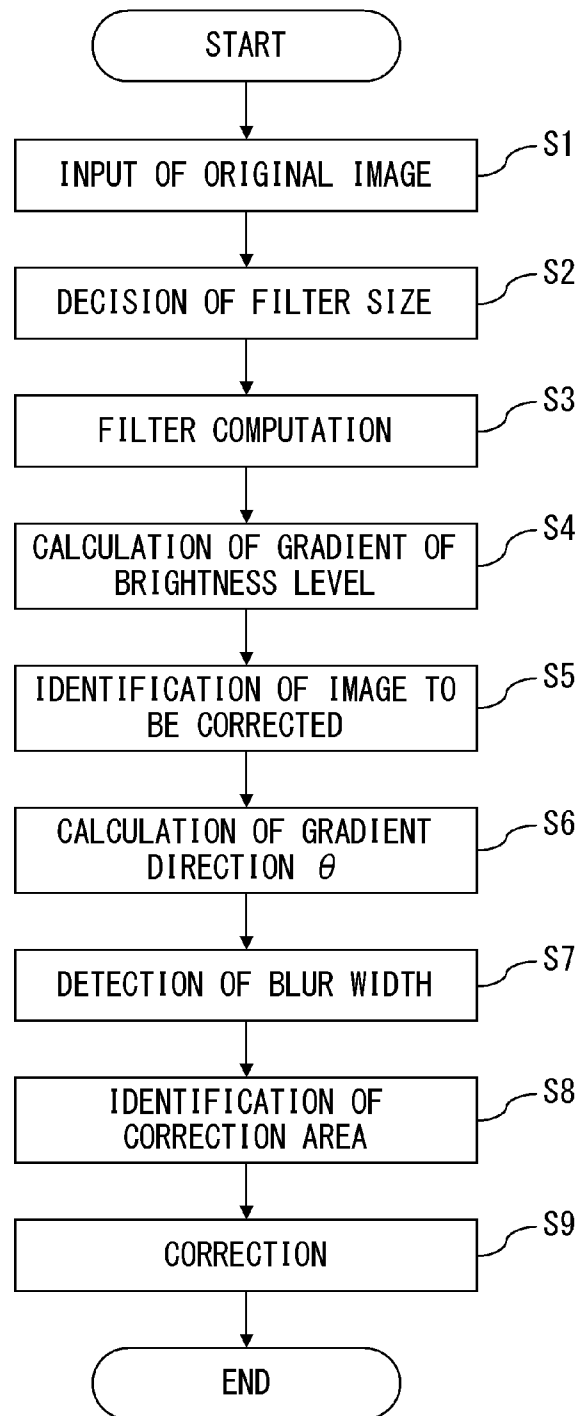 START
S1
INPUT OF ORIGINAL IMAGE
S2
DECISION OF FILTER SIZE
S3
FILTER COMPUTATION
S4
CALCULATION OF GRADIENT OF
BRIGHTNESS LEVEL
S5
IDENTIFICATION OF IMAGE TO
BE CORRECTED
S6
CALCULATION OF GRADIENT
DIRECTION θ
S7
DETECTION OF BLUR WIDTH
S8
IDENTIFICATION OF
CORRECTION AREA
S9
CORRECTION
END